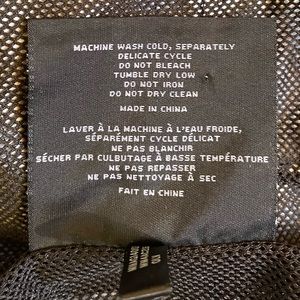 MACHINE WASH COLD, SEPARATELY
DELICATE CYCLE
DO NOT BLEACH
TUMBLE DRY LOW
DO NOT IRON
DO NOT DRY CLEAN
MADE IN CHINA
LAVER À LA MACHINE À L'EAU FROIDE,
SÉPARÉMENT CYCLE DÉLICAT
NE PAS BLANCHIR
SÉCHER PAR CULBUTAGE À BASSE TEMPÉRATURE
NE PAS REPASSER
NE PAS NETTOYAGE À SEC
FAIT EN CHINE